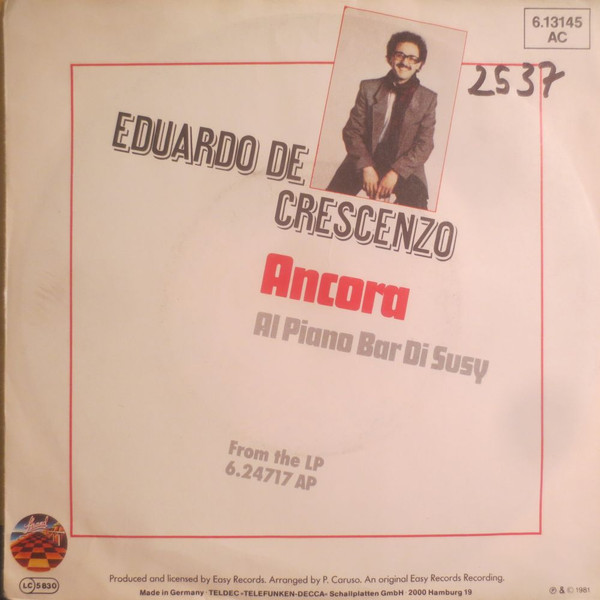 6.13145
AC
2537
EDUARDO DE
CRESCENZO
Ancora
Al Piano Bar Di Susy
From the LP
6.24717 AP
LC 5830
Produced and licensed by Easy Records. Arranged by P. Caruso. An original Easy Records Recording.
Made in Germany · TELDEC »TELEFUNKEN-DECCA« Schallplatten GmbH · 2000 Hamburg 19
℗ & © 1981